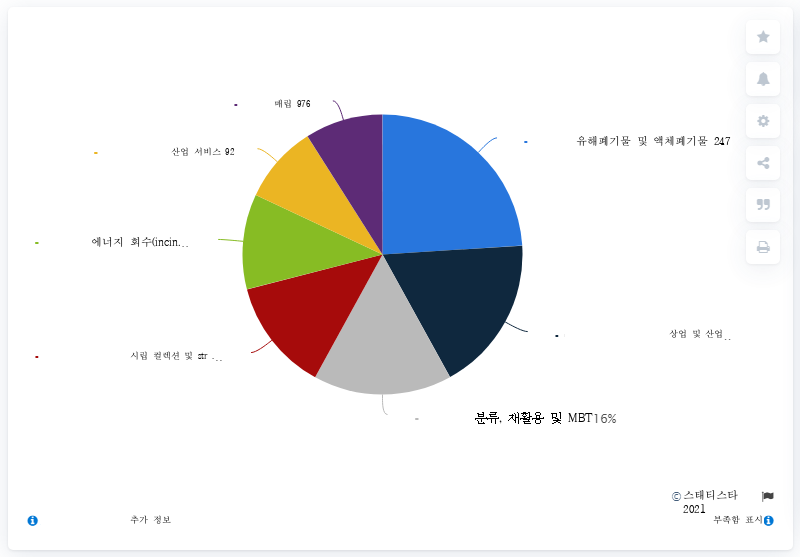 매립 976
유해폐기물 및 액체폐기물 247
산업 서비스 92
에너지 회수(incin...
상업 및 산업...
시립 컬렉션 및 str ...
분류, 재활용 및 MBT16%
© 스태티스타
2021
추가 정보
부족함 표시